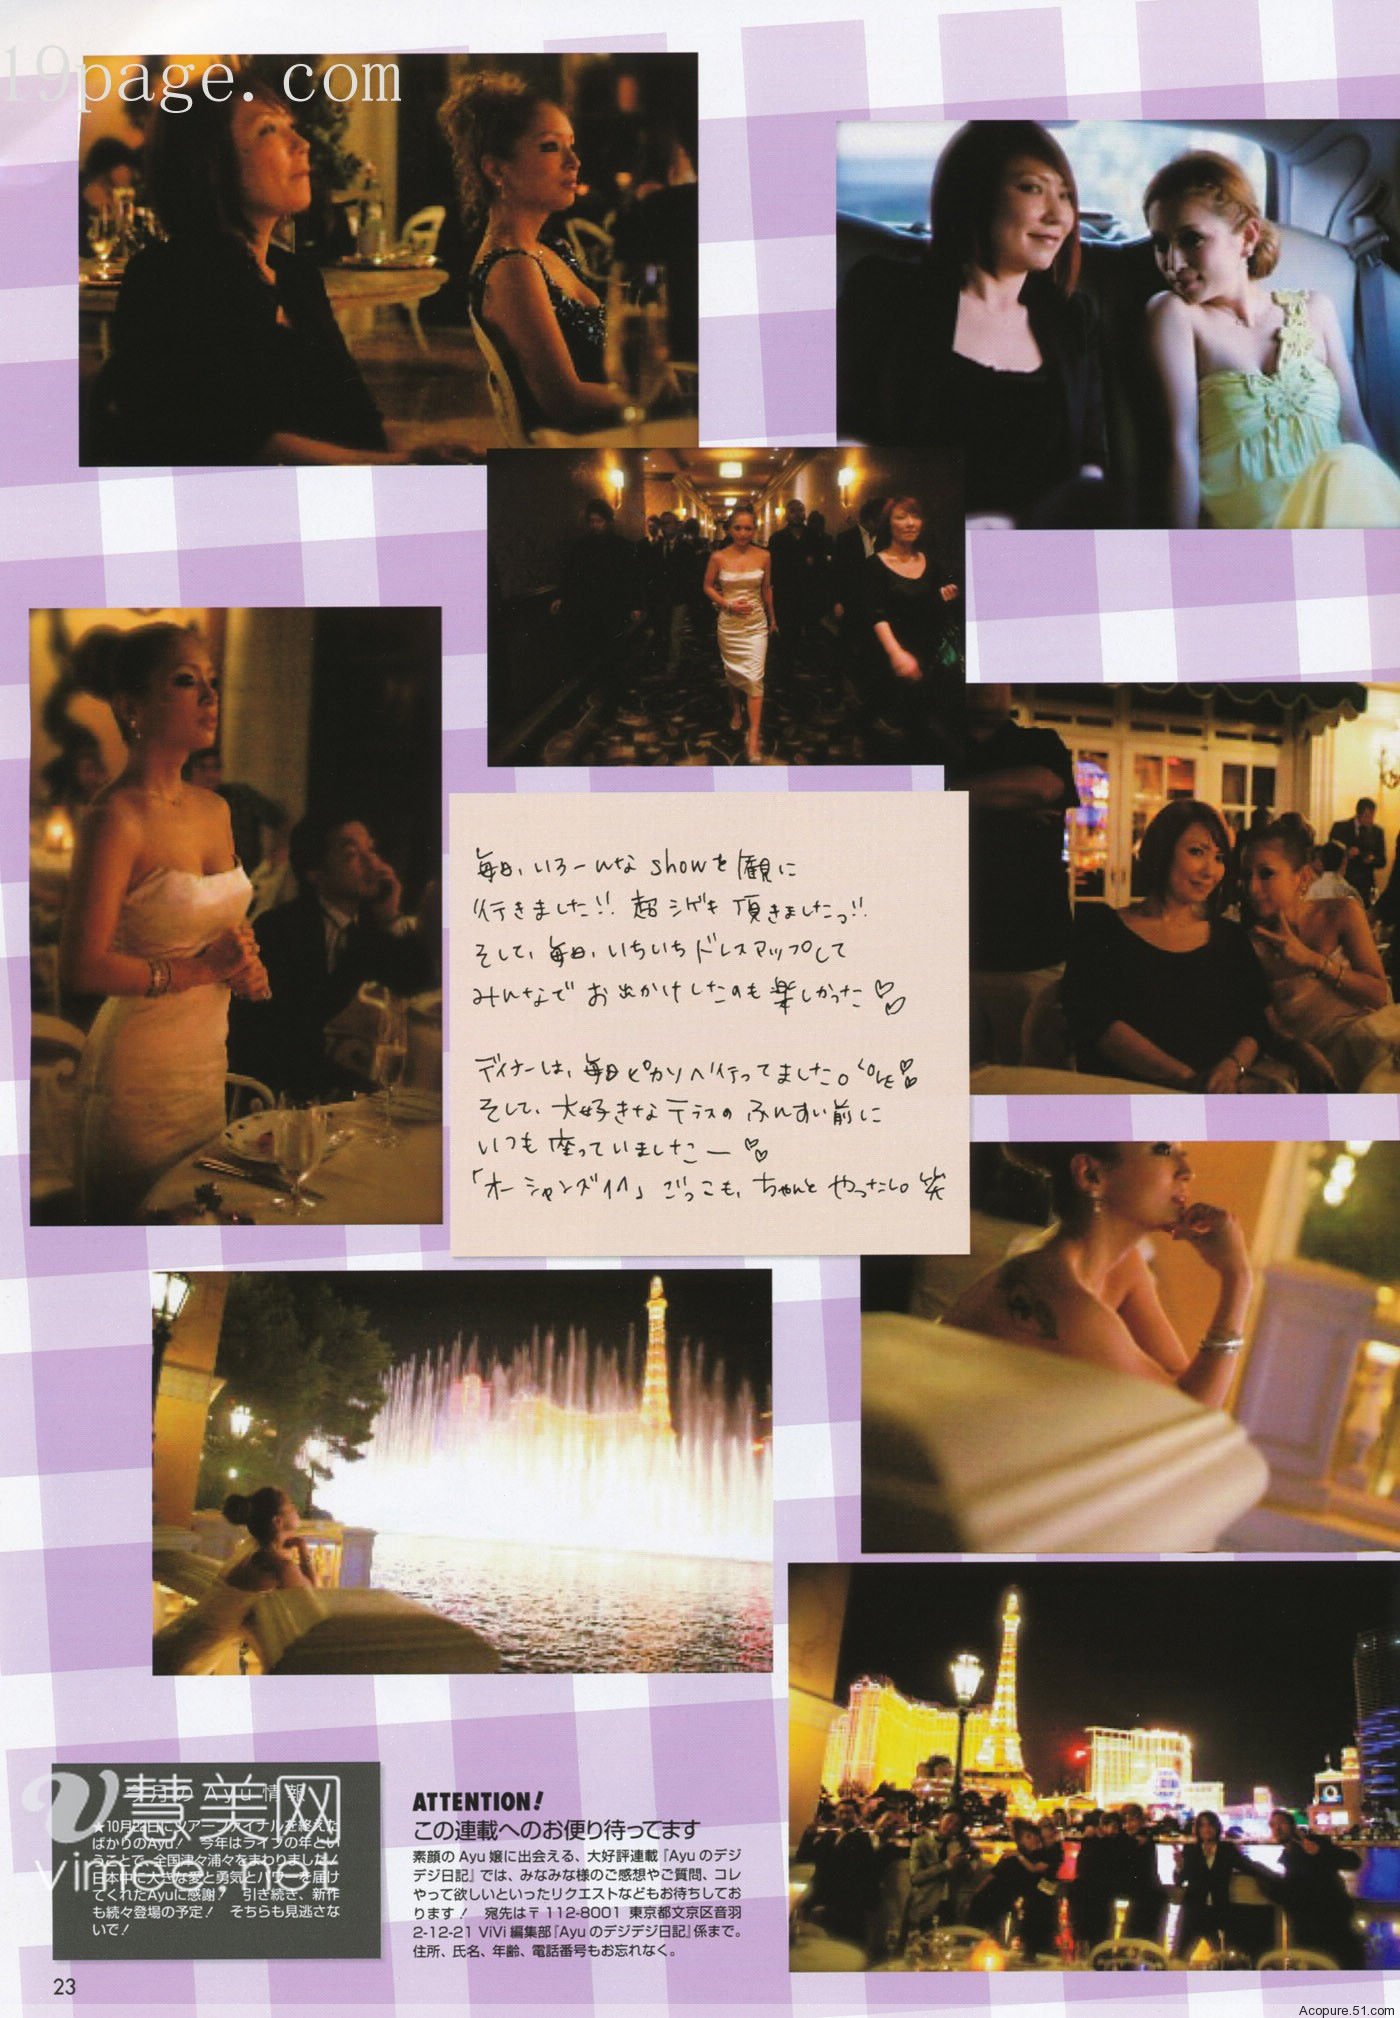 19page.com
毎日、いろーんな showを観に
行きました!! 超シゲキ頂きましたっ!!
そして、毎日、いちいちドレスアップして
みんなでお出かけしたのも楽しかった♡♡
ディナーは、毎日ピカソへ行ってました。LOVE♡♡
そして、大好きなテラスのふんすい前に
いつも座っていましたー♡♡
「オーシャンズ11」ごっこも、ちゃんとやったし。笑
今月のAyu情報
★10月22日にツアーファイナルを終えた
ばかりのAyu♪ 今年はライブの年とい
うことで、全国津々浦々をまわりました!
日本中に大きな愛と勇気とパワーを届け
てくれたAyuに感謝! 引き続き、新作
も続々登場の予定! そちらも見逃さな
いで!
慧美网
vimee.net
ATTENTION!
この連載へのお便り待ってます
素顔のAyu嬢に出会える、大好評連載『Ayuのデジ
デジ日記』では、みなみな様のご感想やご質問、コレ
やって欲しいといったリクエストなどもお待ちしてお
ります! 宛先は〒112-8001 東京都文京区音羽
2-12-21 ViVi編集部『Ayuのデジデジ日記』係まで。
住所、氏名、年齢、電話番号もお忘れなく。
23
Acopure.51.com